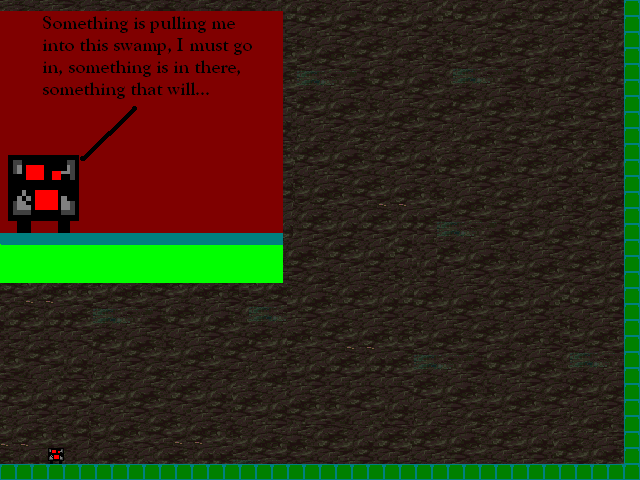 Something is pulling me
into this swamp, I must go
in, something is in there,
something that will...